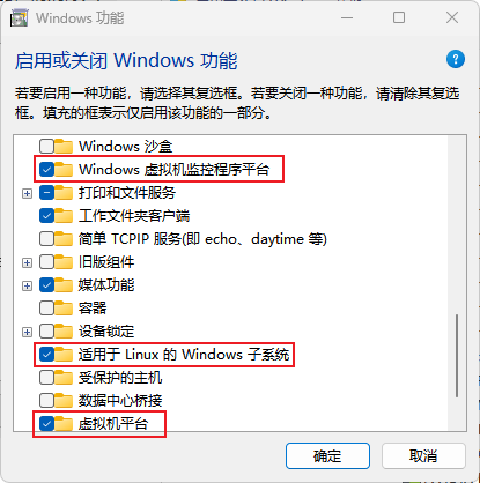 Windows 功能
启用或关闭 Windows 功能
?
若要启用一种功能，请选择其复选框。若要关闭一种功能，请清除其复选
框。填充的框表示仅启用该功能的一部分。
Windows 沙盒
Windows 虚拟机监控程序平台
打印和文件服务
工作文件夹客户端
简单 TCPIP 服务(即 echo、daytime 等)
旧版组件
媒体功能
容器
设备锁定
适用于 Linux 的 Windows 子系统
受保护的主机
数据中心桥接
虚拟机平台
确定
取消